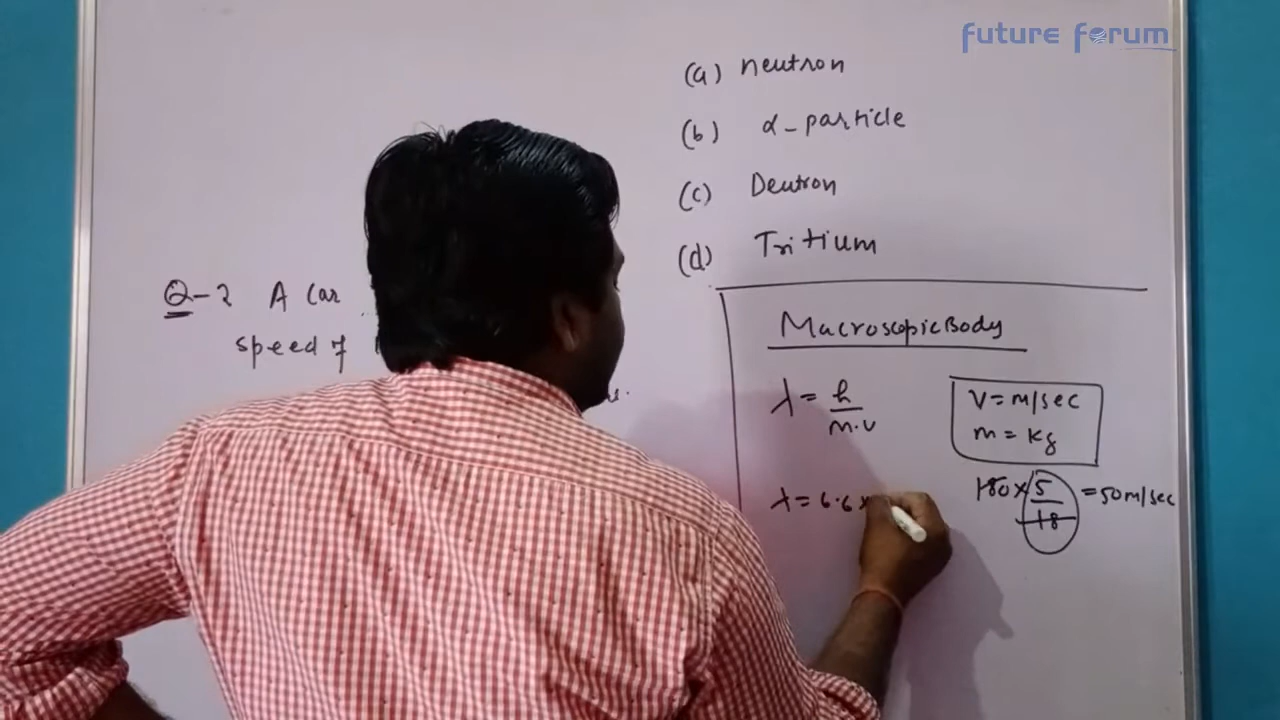 future forum
(a) neutron
(b) α-particle
(c) Deutron
(d) Tritium
Q-2 A Car
speed of
Macroscopic Body
λ = h / m.v
V = m/sec
m = kg
180 × 5 / 18 = 50 m/sec
λ = 6.6 ×